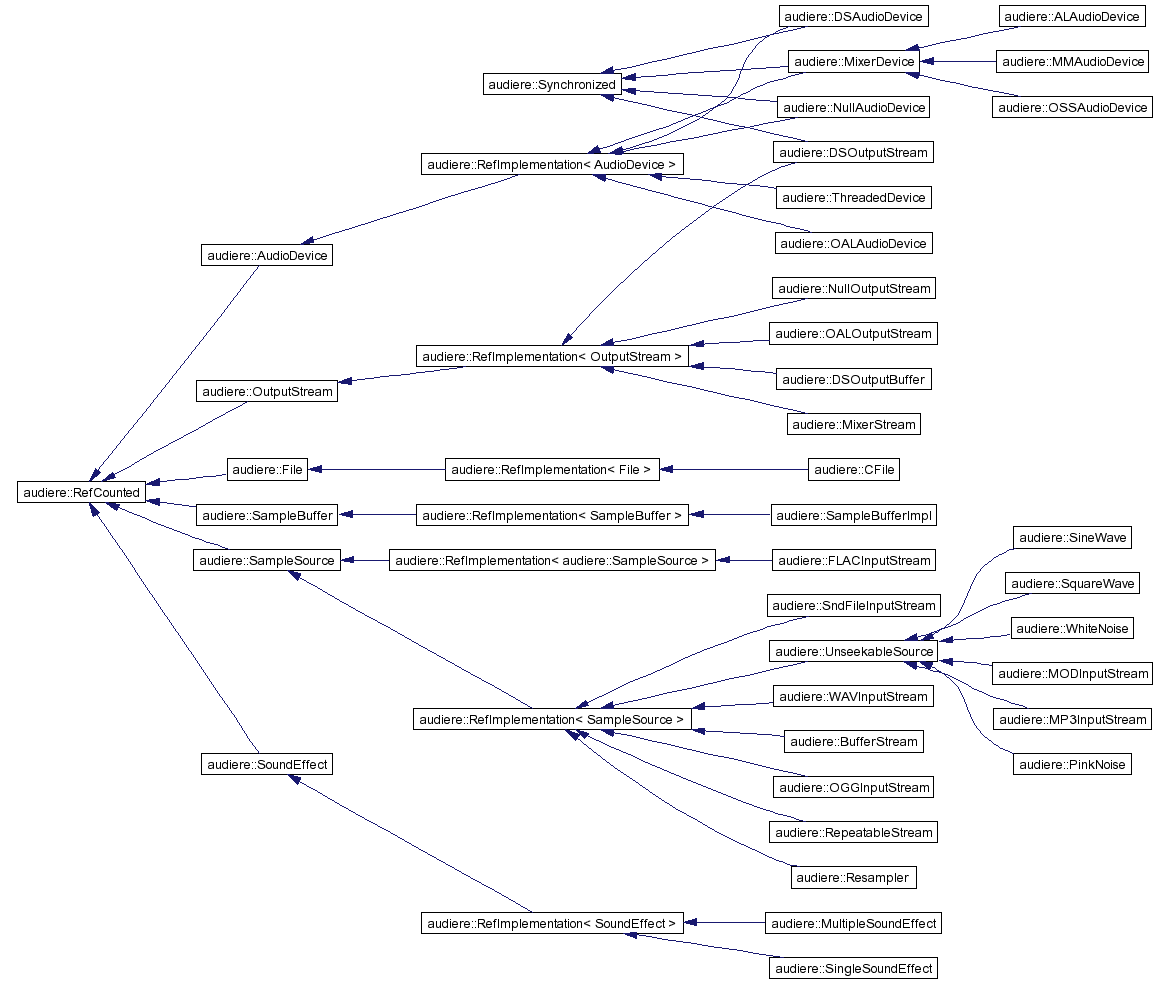 audiere::DSAudioDevice
audiere::ALAudioDevice
audiere::MixerDevice
audiere::MMAudioDevice
audiere::Synchronized
audiere::NullAudioDevice
audiere::OSSAudioDevice
audiere::DSOutputStream
audiere::RefImplementation< AudioDevice >
audiere::ThreadedDevice
audiere::OALAudioDevice
audiere::AudioDevice
audiere::NullOutputStream
audiere::OALOutputStream
audiere::RefImplementation< OutputStream >
audiere::DSOutputBuffer
audiere::OutputStream
audiere::MixerStream
audiere::File
audiere::RefImplementation< File >
audiere::CFile
audiere::RefCounted
audiere::SampleBuffer
audiere::RefImplementation< SampleBuffer >
audiere::SampleBufferImpl
audiere::SineWave
audiere::SampleSource
audiere::RefImplementation< audiere::SampleSource >
audiere::FLACInputStream
audiere::SquareWave
audiere::SndFileInputStream
audiere::WhiteNoise
audiere::UnseekableSource
audiere::MODInputStream
audiere::WAVInputStream
audiere::RefImplementation< SampleSource >
audiere::MP3InputStream
audiere::BufferStream
audiere::SoundEffect
audiere::PinkNoise
audiere::OGGInputStream
audiere::RepeatableStream
audiere::Resampler
audiere::RefImplementation< SoundEffect >
audiere::MultipleSoundEffect
audiere::SingleSoundEffect